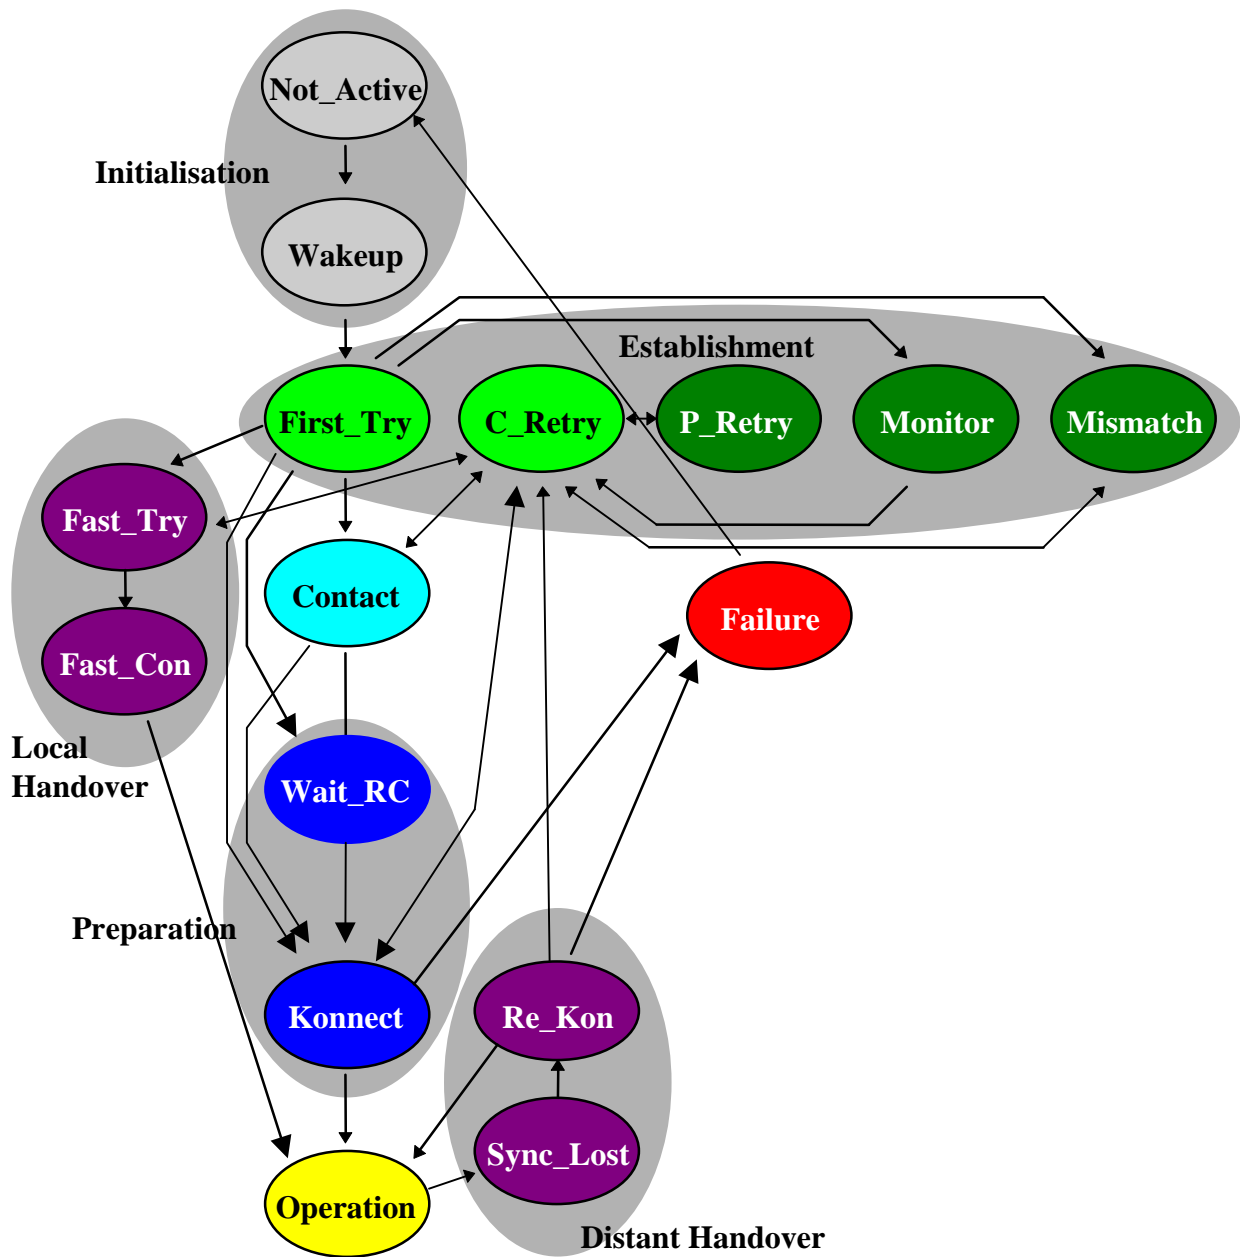 Not_Active
Initialisation
Wakeup
Establishment
First_Try
C_Retry
P_Retry
Monitor
Mismatch
Fast_Try
Contact
Failure
Fast_Con
Local
Handover
Wait_RC
Preparation
Konnect
Re_Kon
Sync_Lost
Operation
Distant Handover